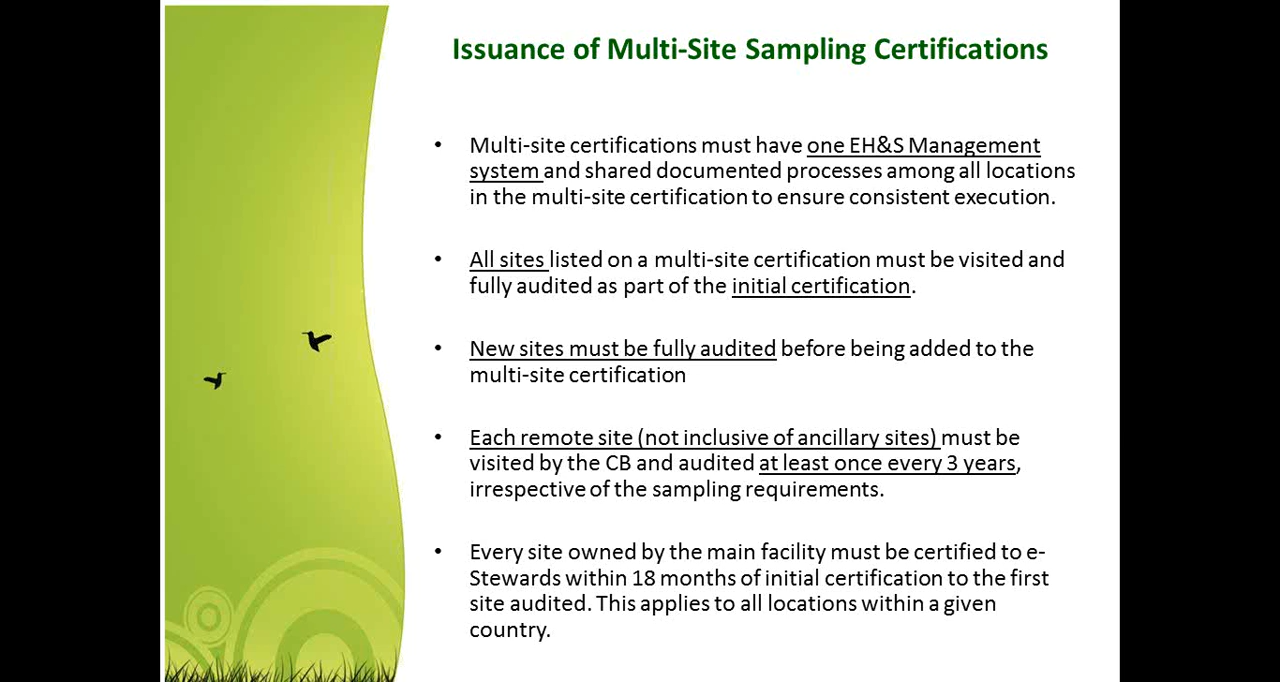 Issuance of Multi-Site Sampling Certifications
• Multi-site certifications must have one EH&S Management
system and shared documented processes among all locations
in the multi-site certification to ensure consistent execution.
• All sites listed on a multi-site certification must be visited and
fully audited as part of the initial certification.
• New sites must be fully audited before being added to the
multi-site certification
• Each remote site (not inclusive of ancillary sites) must be
visited by the CB and audited at least once every 3 years,
irrespective of the sampling requirements.
• Every site owned by the main facility must be certified to e-
Stewards within 18 months of initial certification to the first
site audited. This applies to all locations within a given
country.